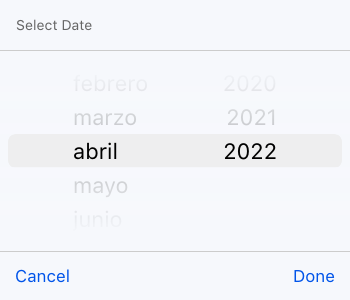 Select Date
febrero 2020
marzo 2021
abril 2022
mayo
junio
Cancel Done